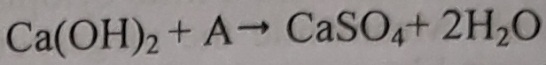 Ca(OH)₂ + A→ CaSO₄+ 2H₂O